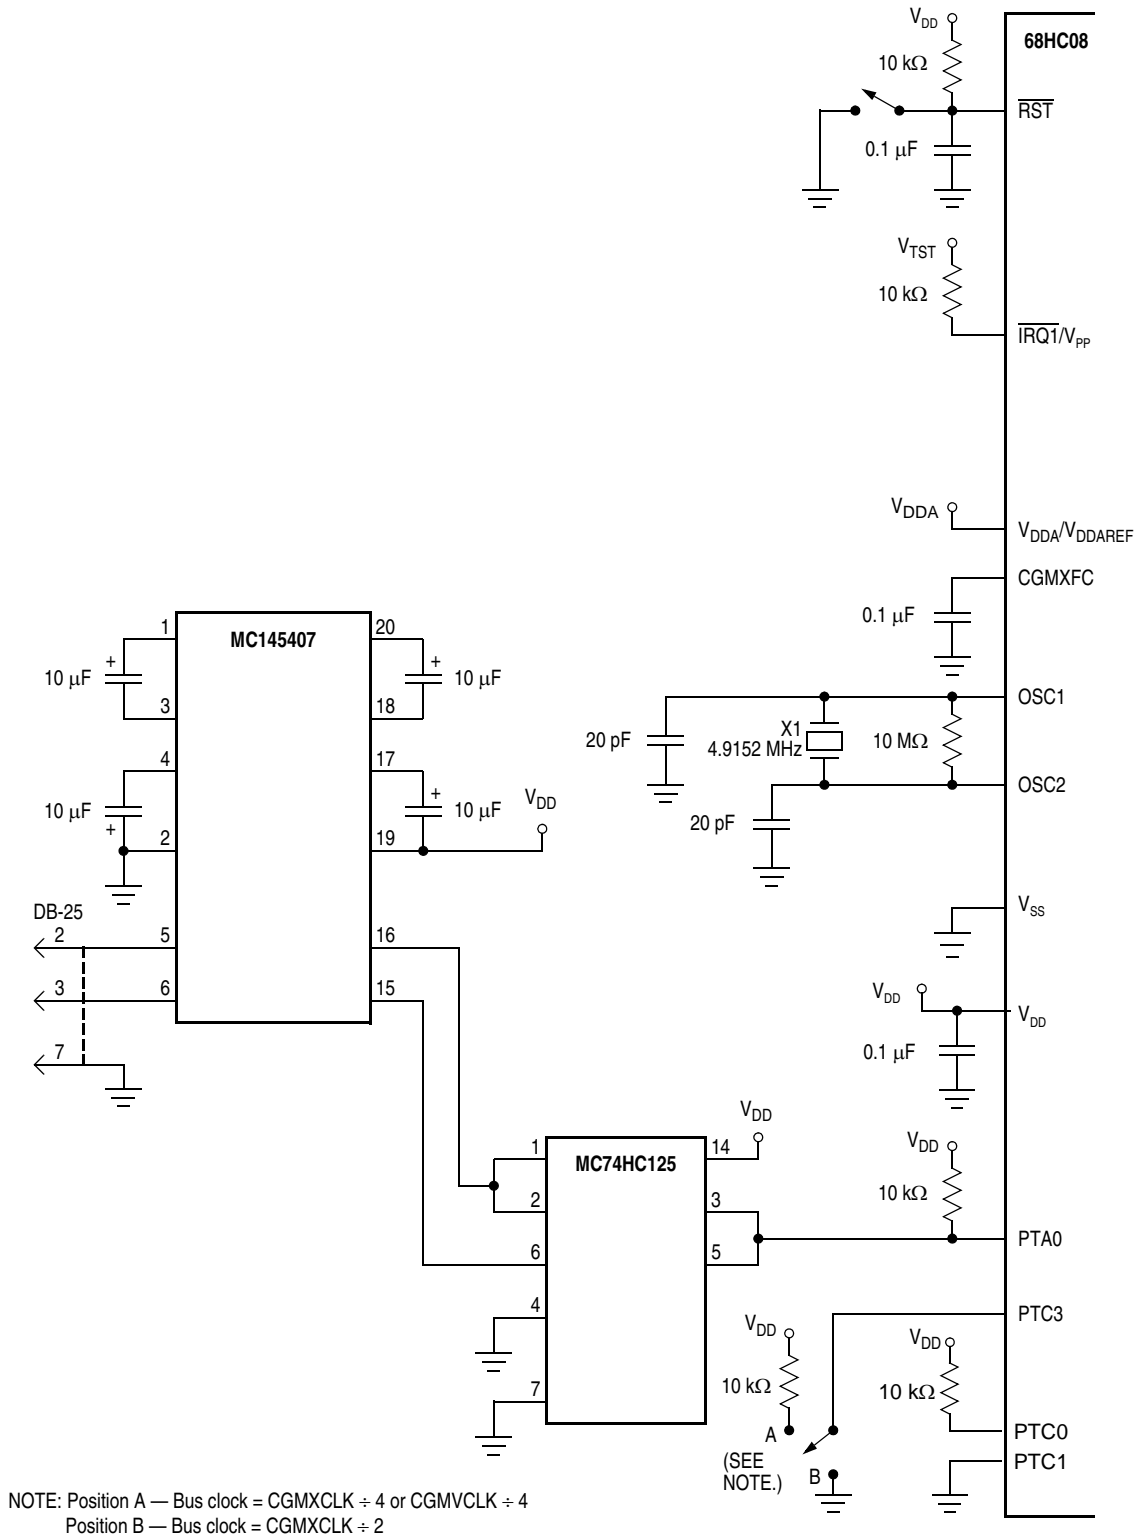 V_DD
68HC08
10 kΩ
RST
0.1 μF
V_TST
10 kΩ
IRQ1/V_PP
V_DDA
V_DDA/V_DDAREF
CGMXFC
0.1 μF
MC145407
1
20
10 μF
+
+
10 μF
3
18
OSC1
X1
4.9152 MHz
20 pF
10 MΩ
4
17
OSC2
10 μF
+
+
10 μF
V_DD
20 pF
2
19
V_SS
DB-25
2
5
16
3
6
15
V_DD
V_DD
7
0.1 μF
V_DD
MC74HC125
1
14
V_DD
10 kΩ
2
3
PTA0
6
5
4
PTC3
V_DD
V_DD
7
10 kΩ
10 kΩ
A
PTC0
(SEE
NOTE.)
B
PTC1
NOTE: Position A — Bus clock = CGMXCLK ÷ 4 or CGMVCLK ÷ 4
Position B — Bus clock = CGMXCLK ÷ 2